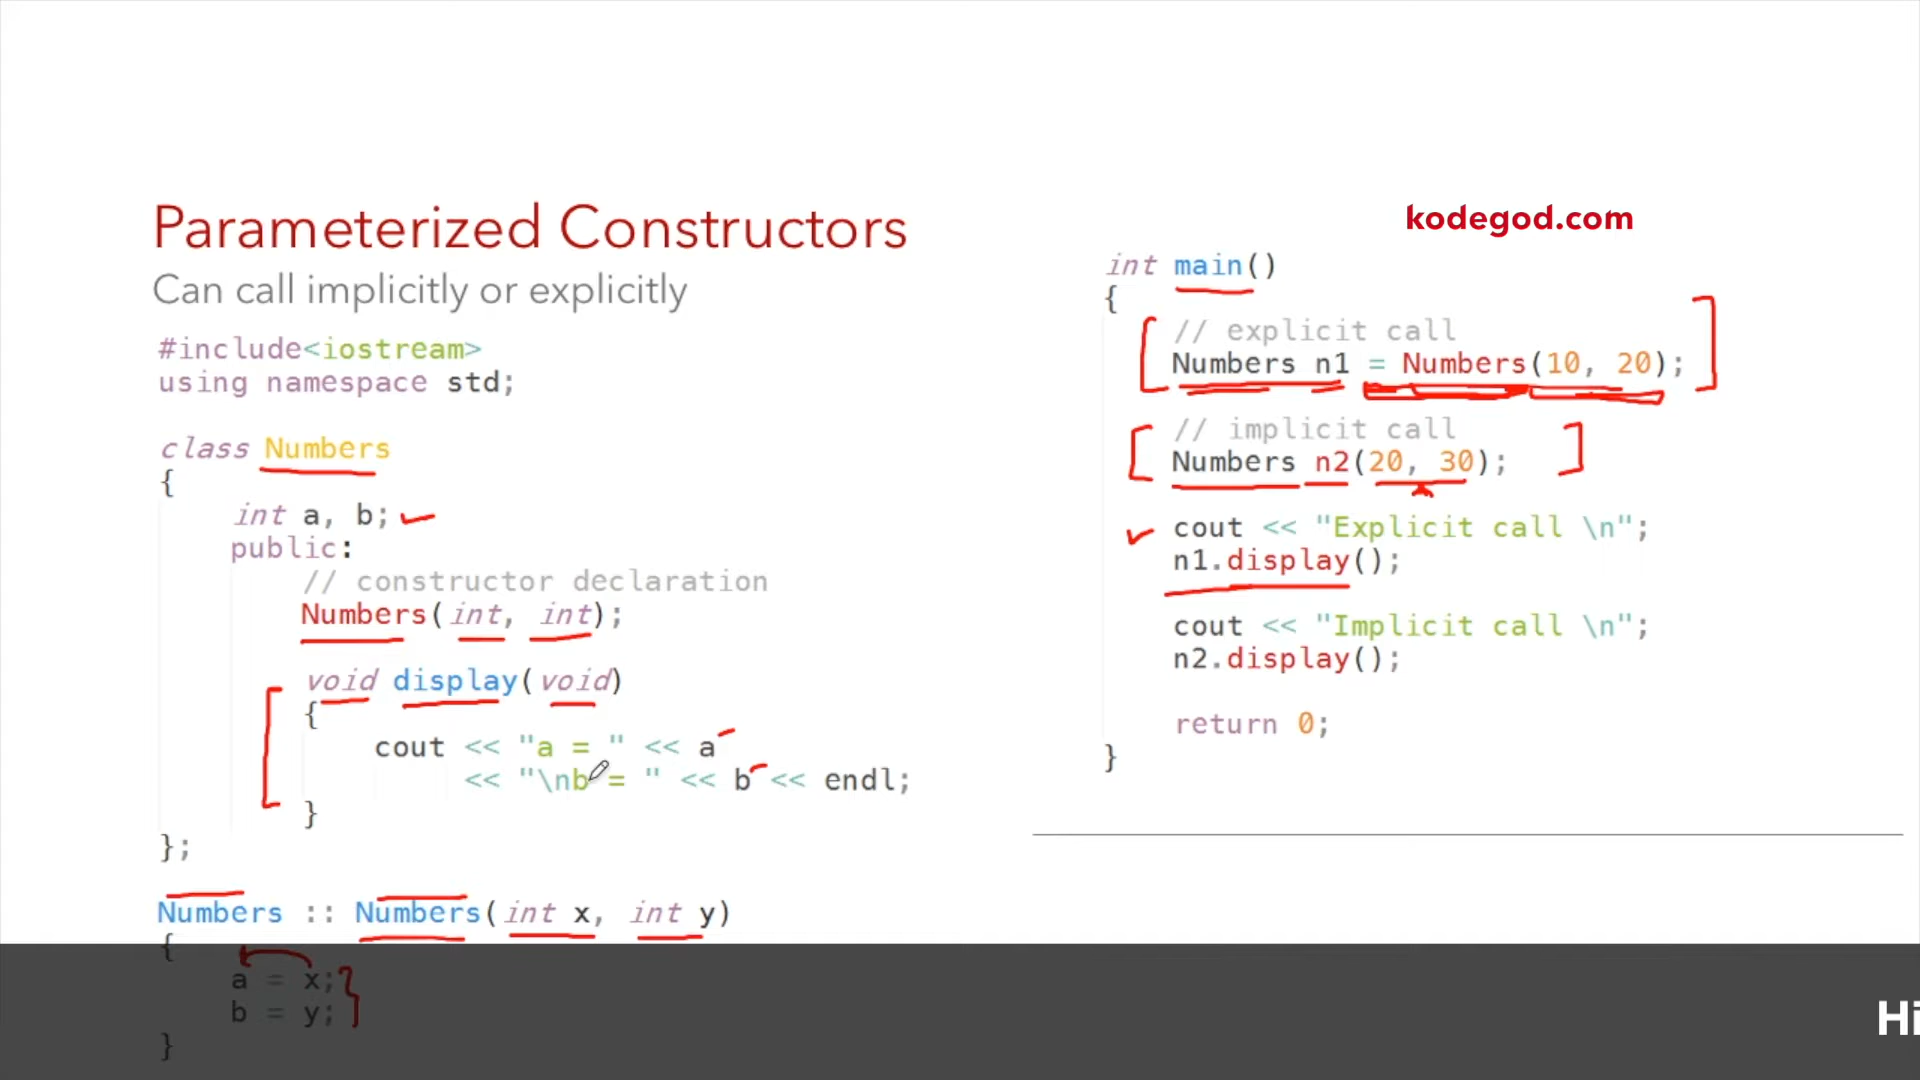 Parameterized Constructors
Can call implicitly or explicitly
#include<iostream>
using namespace std;
class Numbers
{
int a, b;
public:
// constructor declaration
Numbers(int, int);
void display(void)
{
cout << "a = " << a
<< "\nb = " << b << endl;
}
};
Numbers :: Numbers(int x, int y)
{
a = x;
b = y;
}
kodegod.com
int main()
{
// explicit call
Numbers n1 = Numbers(10, 20);
// implicit call
Numbers n2(20, 30);
cout << "Explicit call \n";
n1.display();
cout << "Implicit call \n";
n2.display();
return 0;
}
Hi